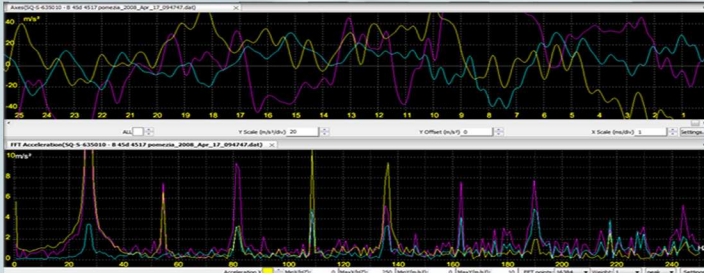 Axes(SQ-S-635010 - B 45d 4517 pomezia_2008_Apr_17_094747.dat) ×
40 m/s²
20
0
-20
-40
25 24 23 22 21 20 19 18 17 16 15 14 13 12 11 10 9 8 7 6 5 4 3 2 1
ALL Y Scale (m/s²/div) 20 Y Offset (m/s²) 0 X Scale (ms/div) 1 Settings.
FFT Acceleration(SQ-S-635010 - B 45d 4517 pomezia_2008_Apr_17_094747.dat) ×
10 m/s²
8
6
4
2
0
0 20 40 60 80 100 120 140 160 180 200 220 240